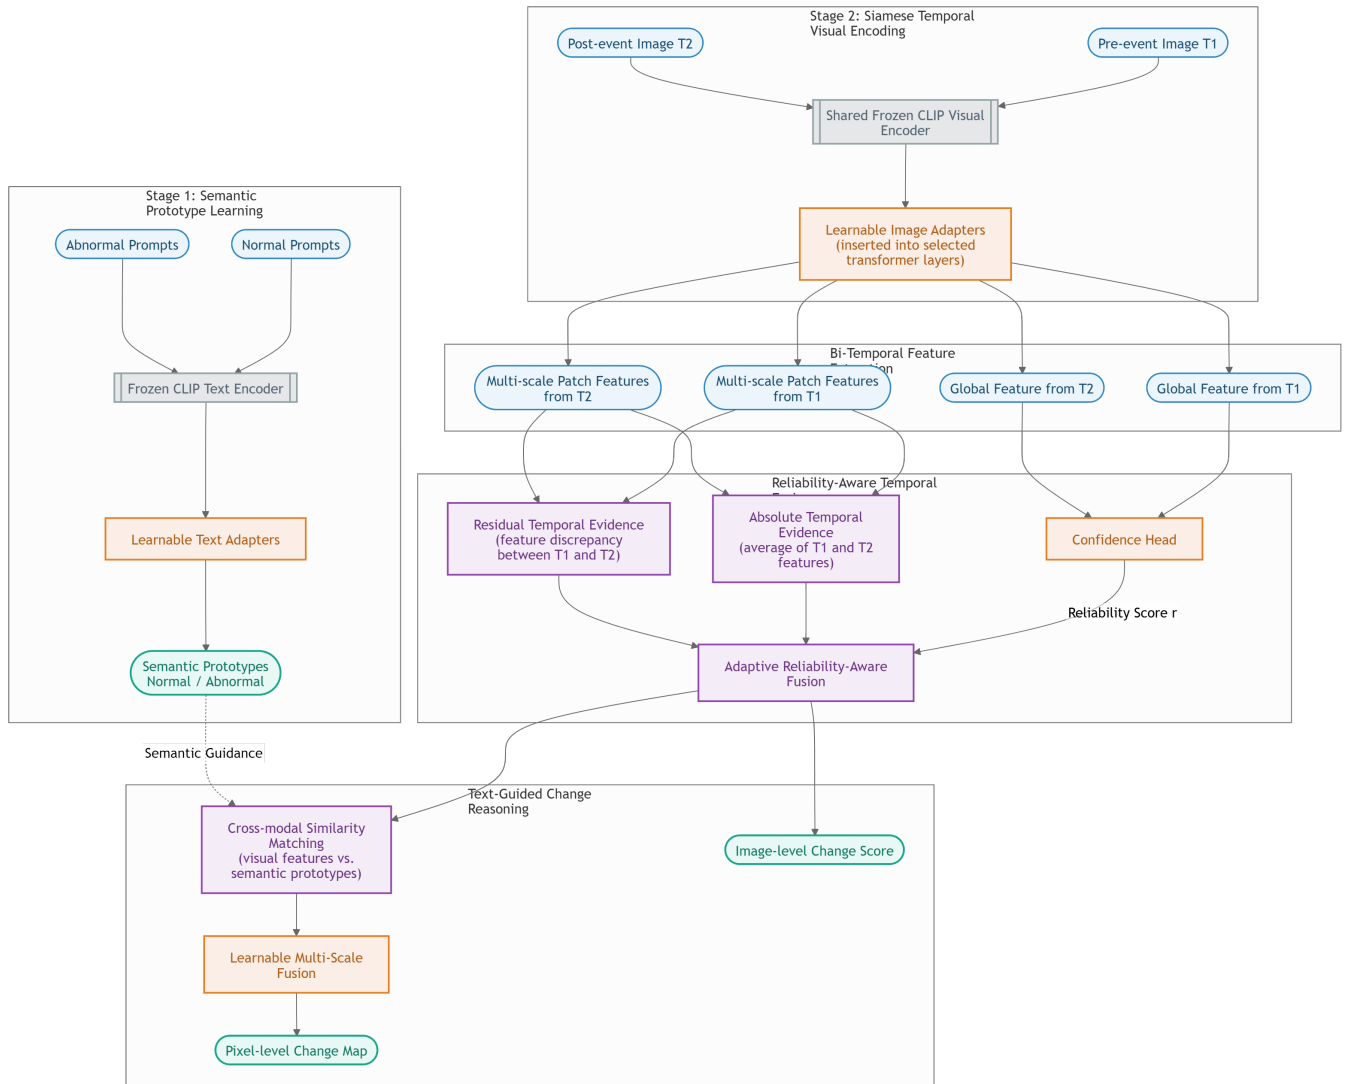 Stage 2: Siamese Temporal
Visual Encoding
Post-event Image T2
Pre-event Image T1
Shared Frozen CLIP Visual
Encoder
Learnable Image Adapters
(inserted into selected
transformer layers)
Stage 1: Semantic
Prototype Learning
Abnormal Prompts
Normal Prompts
Frozen CLIP Text Encoder
Learnable Text Adapters
Semantic Prototypes
Normal / Abnormal
Semantic Guidance
Bi-Temporal Feature
Multi-scale Patch Features
from T2
Multi-scale Patch Features
from T1
Global Feature from T2
Global Feature from T1
Reliability-Aware Temporal
Residual Temporal Evidence
(feature discrepancy
between T1 and T2)
Absolute Temporal
Evidence
(average of T1 and T2
features)
Confidence Head
Reliability Score r
Adaptive Reliability-Aware
Fusion
Text-Guided Change
Reasoning
Cross-modal Similarity
Matching
(visual features vs.
semantic prototypes)
Image-level Change Score
Learnable Multi-Scale
Fusion
Pixel-level Change Map